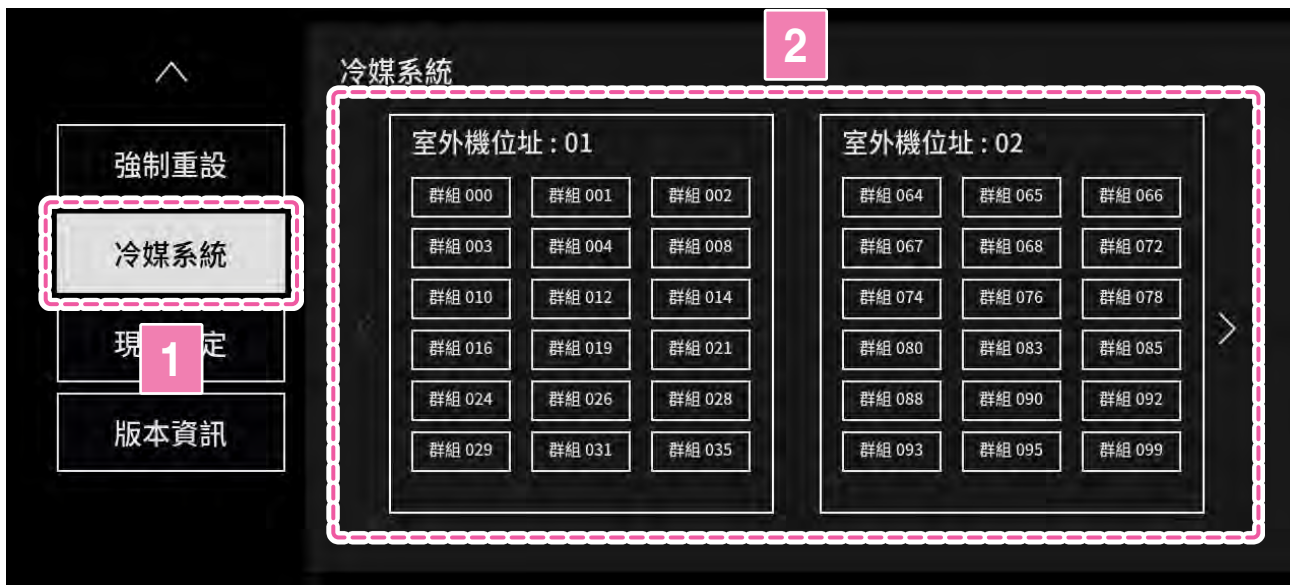 強制重設
冷媒系統
現 定
版本資訊
1
冷媒系統
2
室外機位址 : 01
群組 000 群組 001 群組 002
群組 003 群組 004 群組 008
群組 010 群組 012 群組 014
群組 016 群組 019 群組 021
群組 024 群組 026 群組 028
群組 029 群組 031 群組 035
室外機位址 : 02
群組 064 群組 065 群組 066
群組 067 群組 068 群組 072
群組 074 群組 076 群組 078
群組 080 群組 083 群組 085
群組 088 群組 090 群組 092
群組 093 群組 095 群組 099